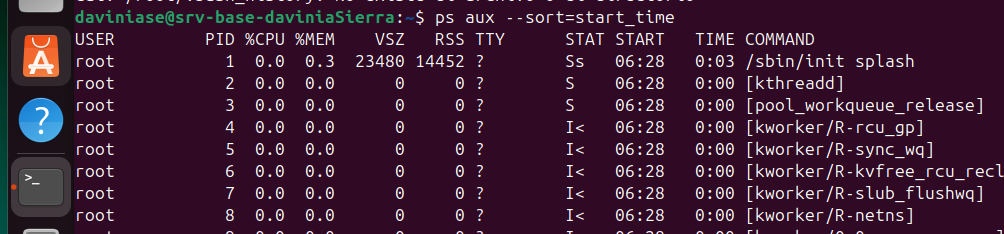 daviniase@srv-base-daviniaSierra:~$ ps aux --sort=start_time
USER PID %CPU %MEM VSZ RSS TTY STAT START TIME COMMAND
root 1 0.0 0.3 23480 14452 ? Ss 06:28 0:03 /sbin/init splash
root 2 0.0 0.0 0 0 ? S 06:28 0:00 [kthreadd]
root 3 0.0 0.0 0 0 ? S 06:28 0:00 [pool_workqueue_release]
root 4 0.0 0.0 0 0 ? I< 06:28 0:00 [kworker/R-rcu_gp]
root 5 0.0 0.0 0 0 ? I< 06:28 0:00 [kworker/R-sync_wq]
root 6 0.0 0.0 0 0 ? I< 06:28 0:00 [kworker/R-kvfree_rcu_recl
root 7 0.0 0.0 0 0 ? I< 06:28 0:00 [kworker/R-slub_flushwq]
root 8 0.0 0.0 0 0 ? I< 06:28 0:00 [kworker/R-netns]